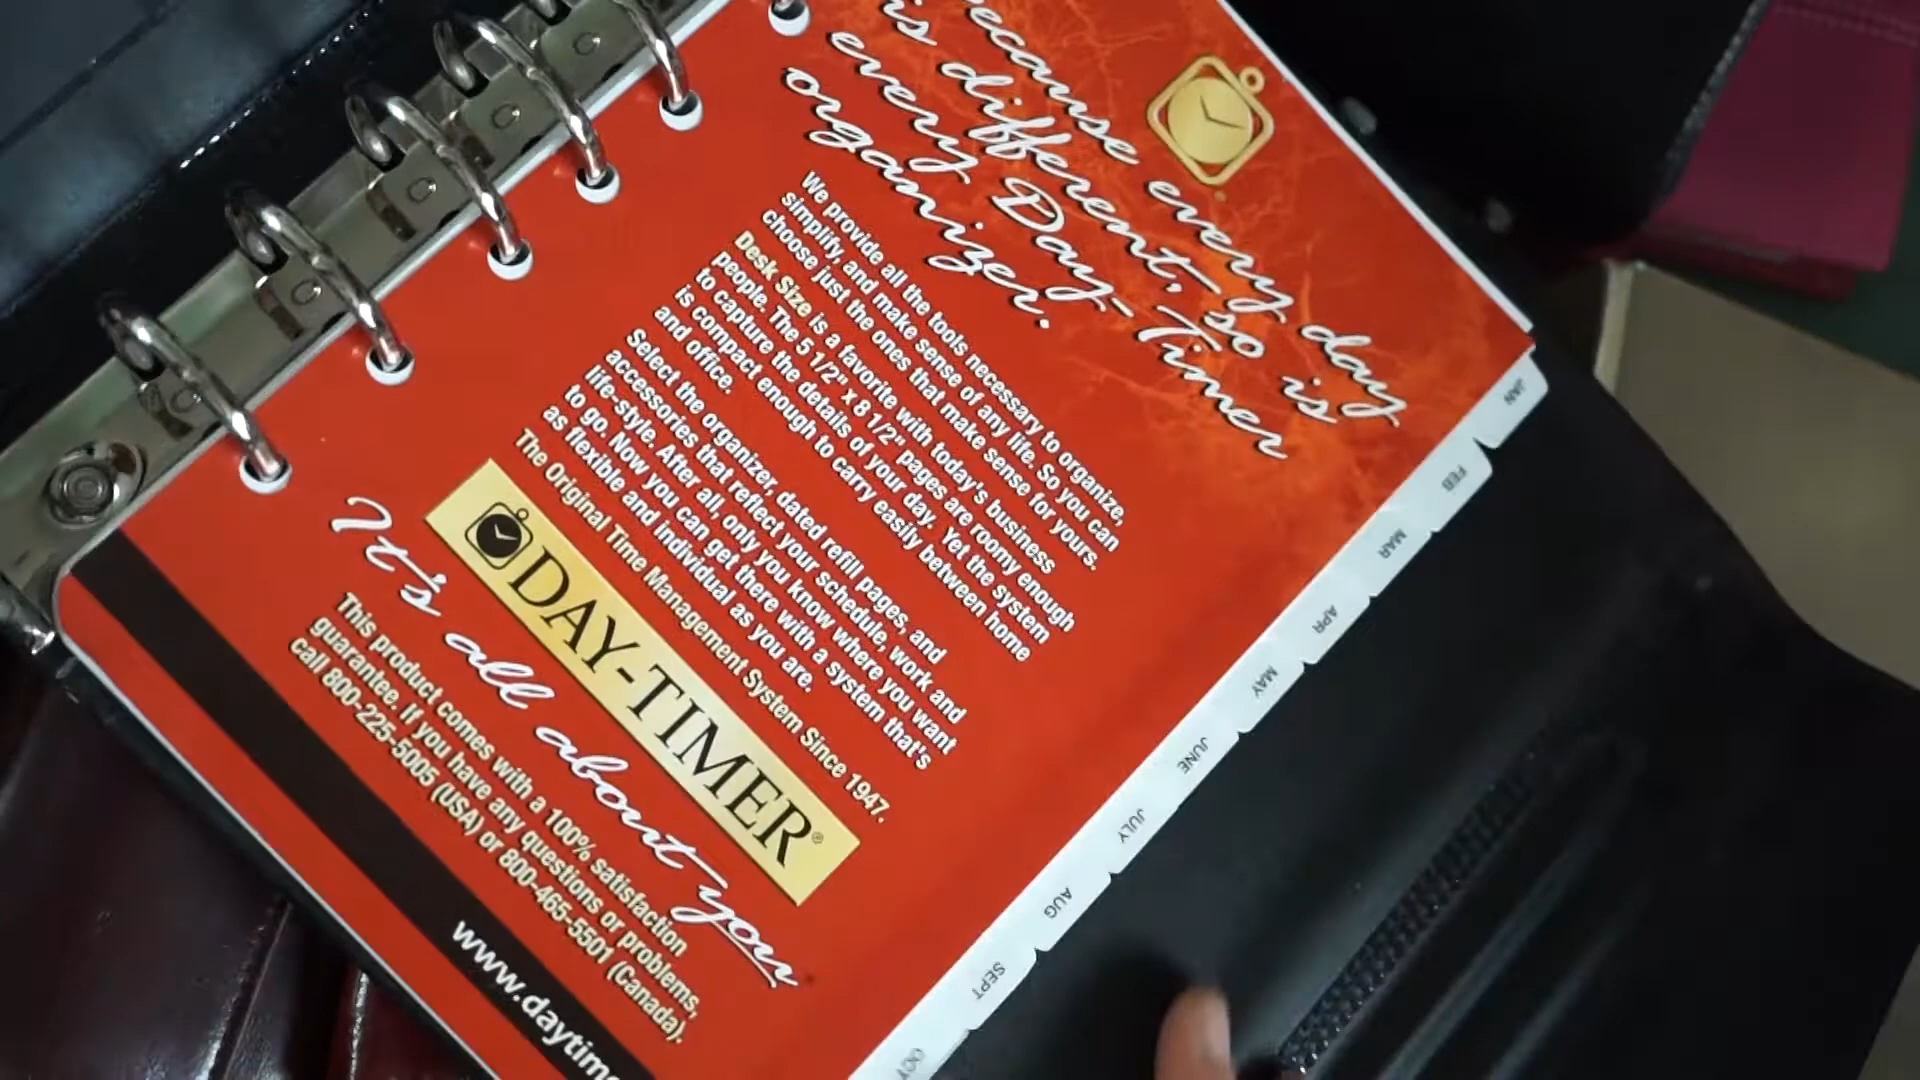 because every day
is different, so is
every Day-Timer
organizer.
We provide all the tools necessary to organize,
simplify, and make sense of any life. So you can
choose just the ones that make sense for yours.
Desk Size is a favorite with today's business
people. The 5 1/2" x 8 1/2" pages are roomy enough
to capture the details of your day. Yet the system
is compact enough to carry easily between home
and office.
Select the organizer, dated refill pages, and
accessories that reflect your schedule, work and
life-style. After all, only you know where you want
to go. Now you can get there with a system that's
as flexible and individual as you are.
The Original Time Management System Since 1947.
DAY-TIMER®
It's all about you
This product comes with a 100% satisfaction
guarantee. If you have any questions or problems,
call 800-225-5005 (USA) or 800-465-5501 (Canada).
www.daytime
JAN
FEB
MAR
APR
MAY
JUNE
JULY
AUG
SEPT
OCT